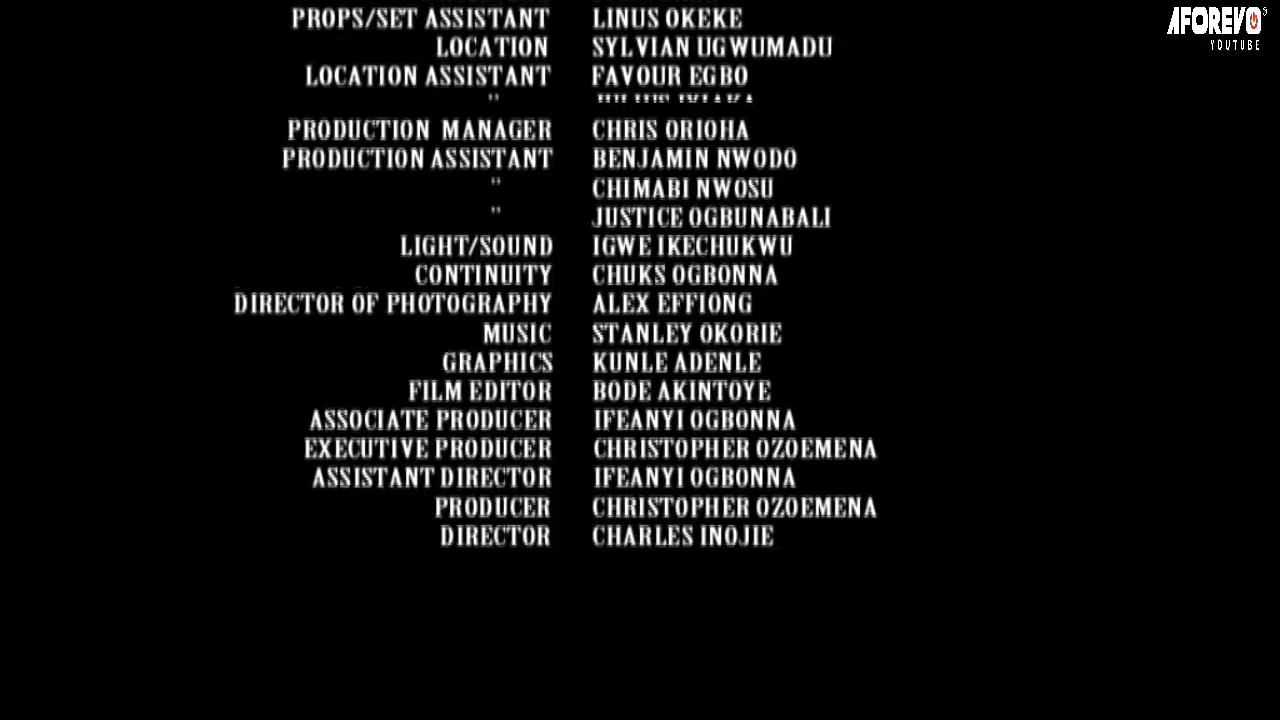 AFOREVO
YOUTUBE
PROPS/SET ASSISTANT LINUS OKEKE
LOCATION SYLVIAN UGWUMADU
LOCATION ASSISTANT FAVOUR EGBO
"
PRODUCTION MANAGER CHRIS ORIOHA
PRODUCTION ASSISTANT BENJAMIN NWODO
" CHIMABI NWOSU
" JUSTICE OGBUNABALI
LIGHT/SOUND IGWE IKECHUKWU
CONTINUITY CHUKS OGBONNA
DIRECTOR OF PHOTOGRAPHY ALEX EFFIONG
MUSIC STANLEY OKORIE
GRAPHICS KUNLE ADENLE
FILM EDITOR BODE AKINTOYE
ASSOCIATE PRODUCER IFEANYI OGBONNA
EXECUTIVE PRODUCER CHRISTOPHER OZOEMENA
ASSISTANT DIRECTOR IFEANYI OGBONNA
PRODUCER CHRISTOPHER OZOEMENA
DIRECTOR CHARLES INOJIE